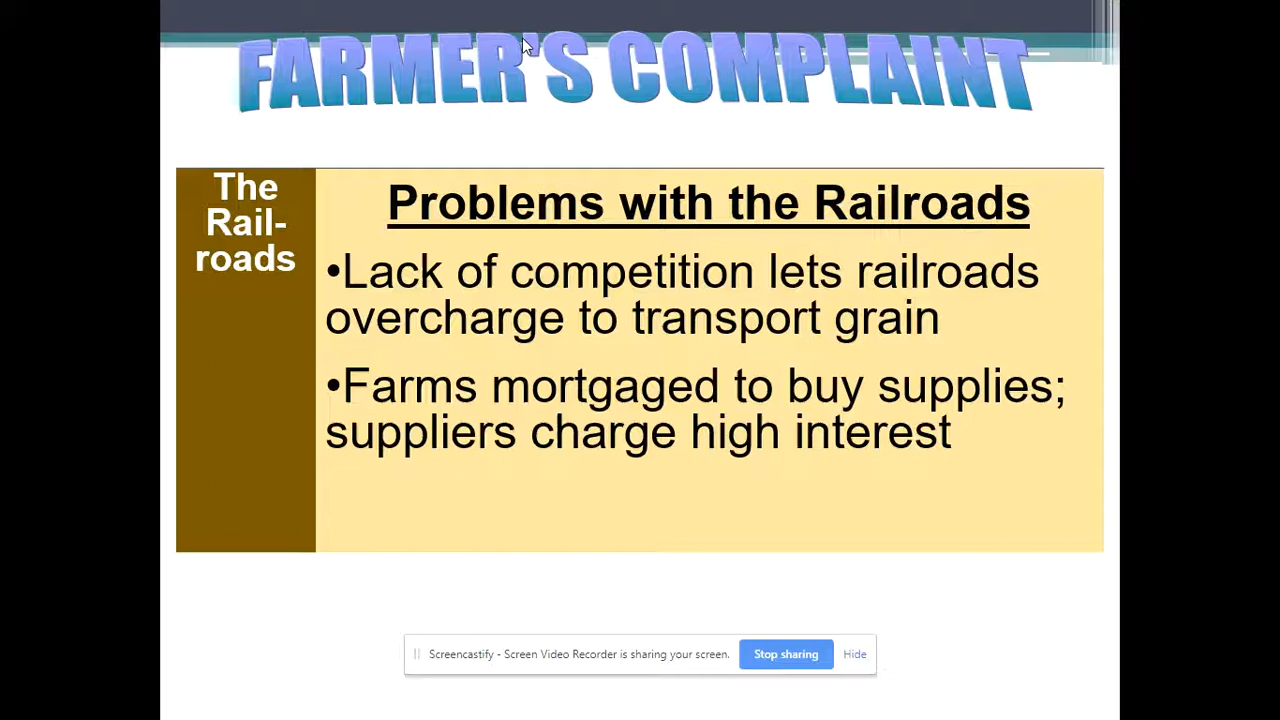 FARMER'S COMPLAINT
The
Rail-
roads
Problems with the Railroads
•Lack of competition lets railroads
overcharge to transport grain
•Farms mortgaged to buy supplies;
suppliers charge high interest
Screencastify - Screen Video Recorder is sharing your screen. Stop sharing Hide